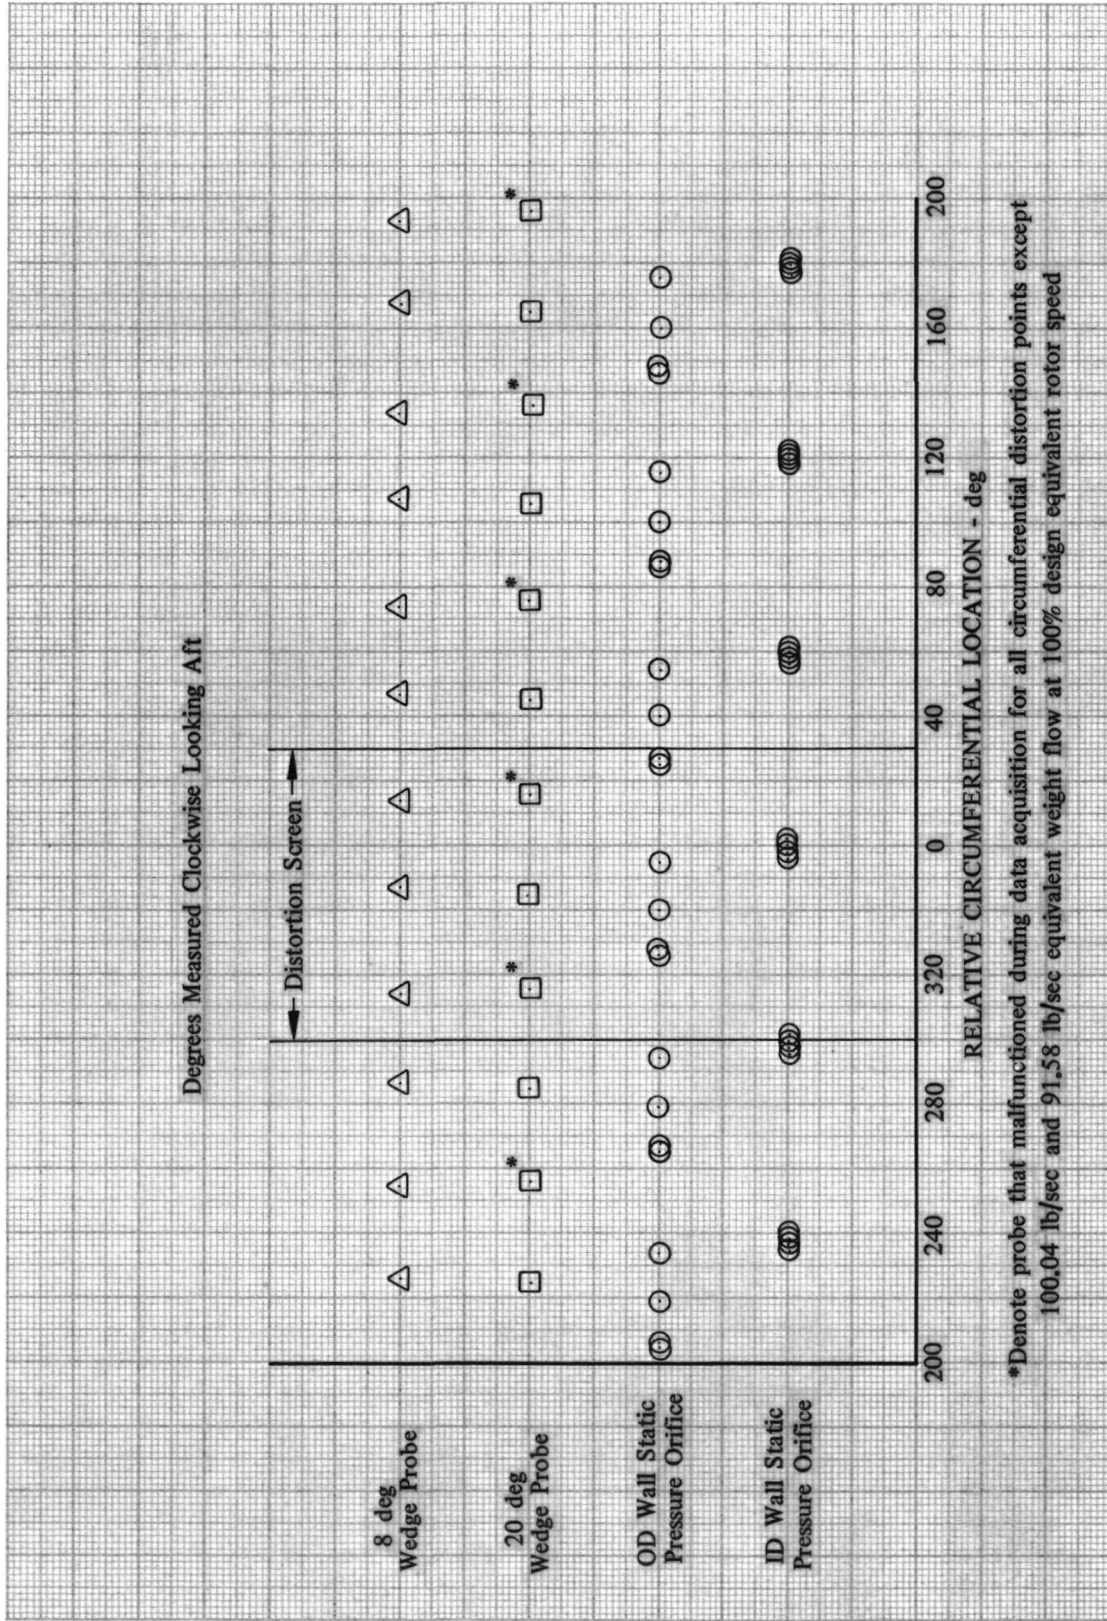 Degrees Measured Clockwise Looking Aft
Distortion Screen
8 deg
Wedge Probe
20 deg
Wedge Probe
* * * * * *
OD Wall Static
Pressure Orifice
ID Wall Static
Pressure Orifice
200 240 280 320 0 40 80 120 160 200
RELATIVE CIRCUMFERENTIAL LOCATION - deg
*Denote probe that malfunctioned during data acquisition for all circumferential distortion points except
100.04 lb/sec and 91.58 lb/sec equivalent weight flow at 100% design equivalent rotor speed